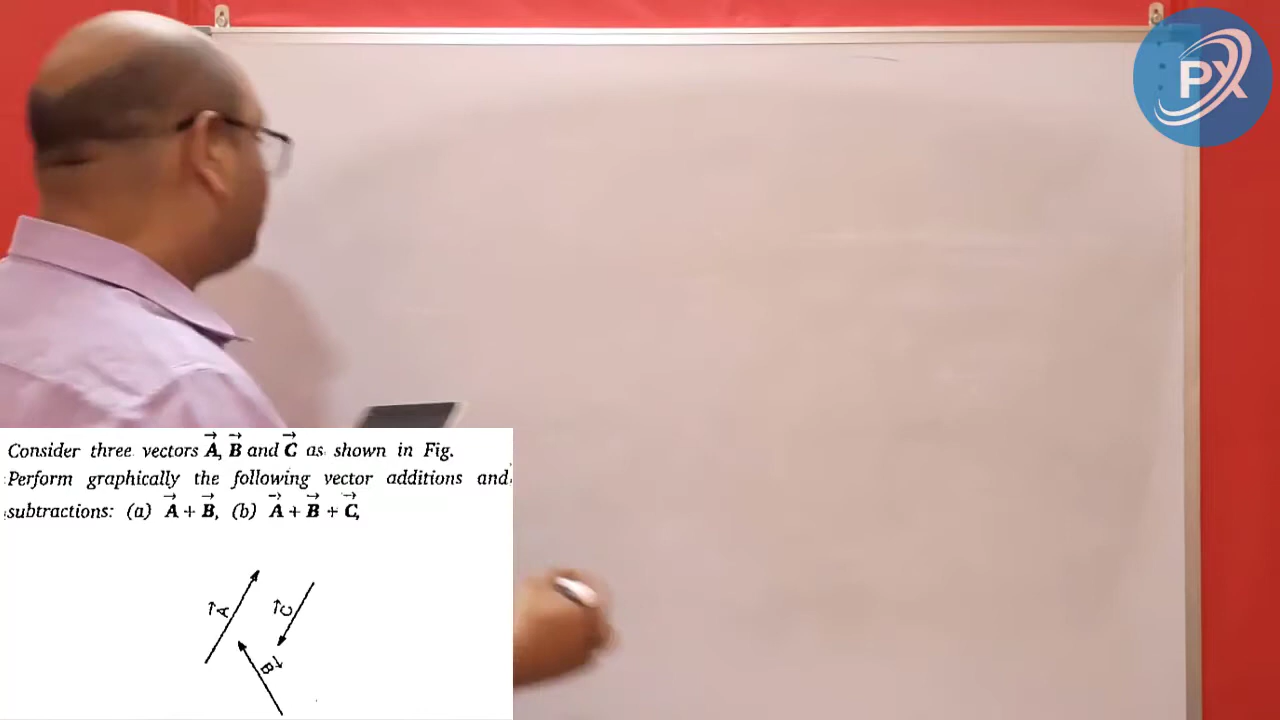 PX
Consider three vectors A⃗, B⃗ and C⃗ as shown in Fig.
Perform graphically the following vector additions and
subtractions: (a) A⃗ + B⃗, (b) A⃗ + B⃗ + C⃗,
A⃗
C⃗
B⃗